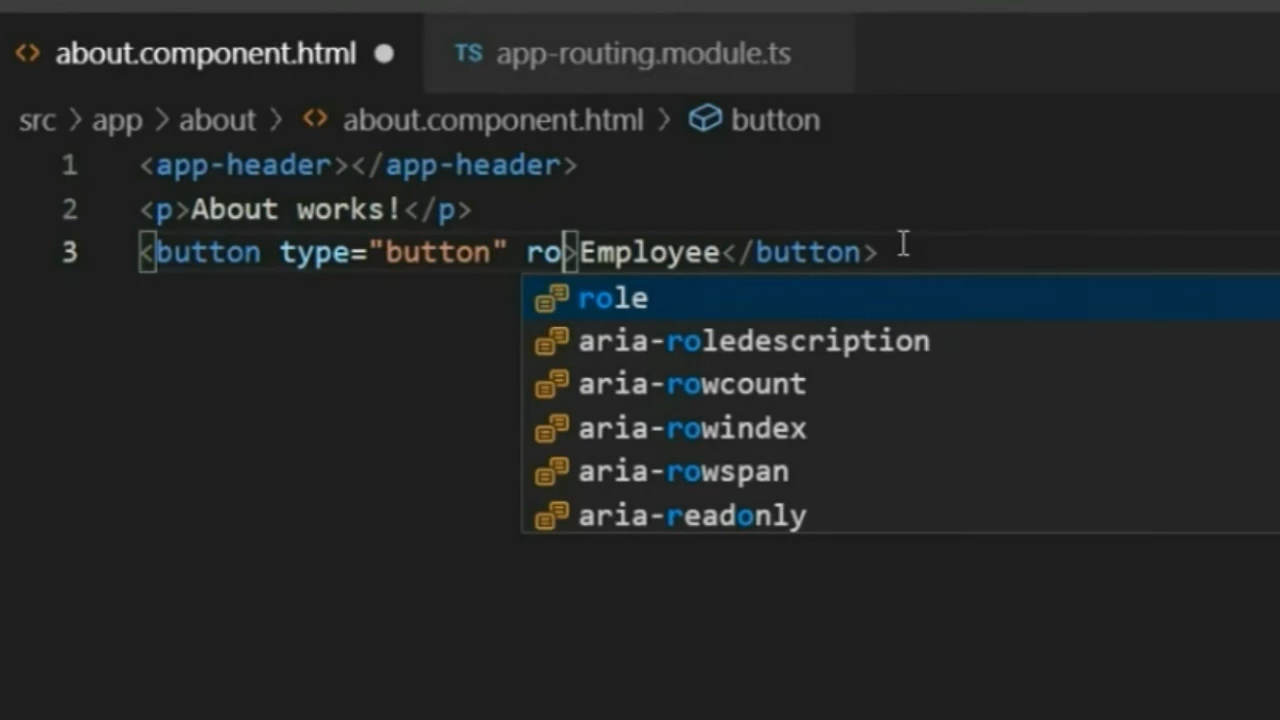 about.component.html
TS app-routing.module.ts
src > app > about > <> about.component.html > button
1 <app-header></app-header>
2 <p>About works!</p>
3 <button type="button" ro>Employee</button>
role
aria-roledescription
aria-rowcount
aria-rowindex
aria-rowspan
aria-readonly